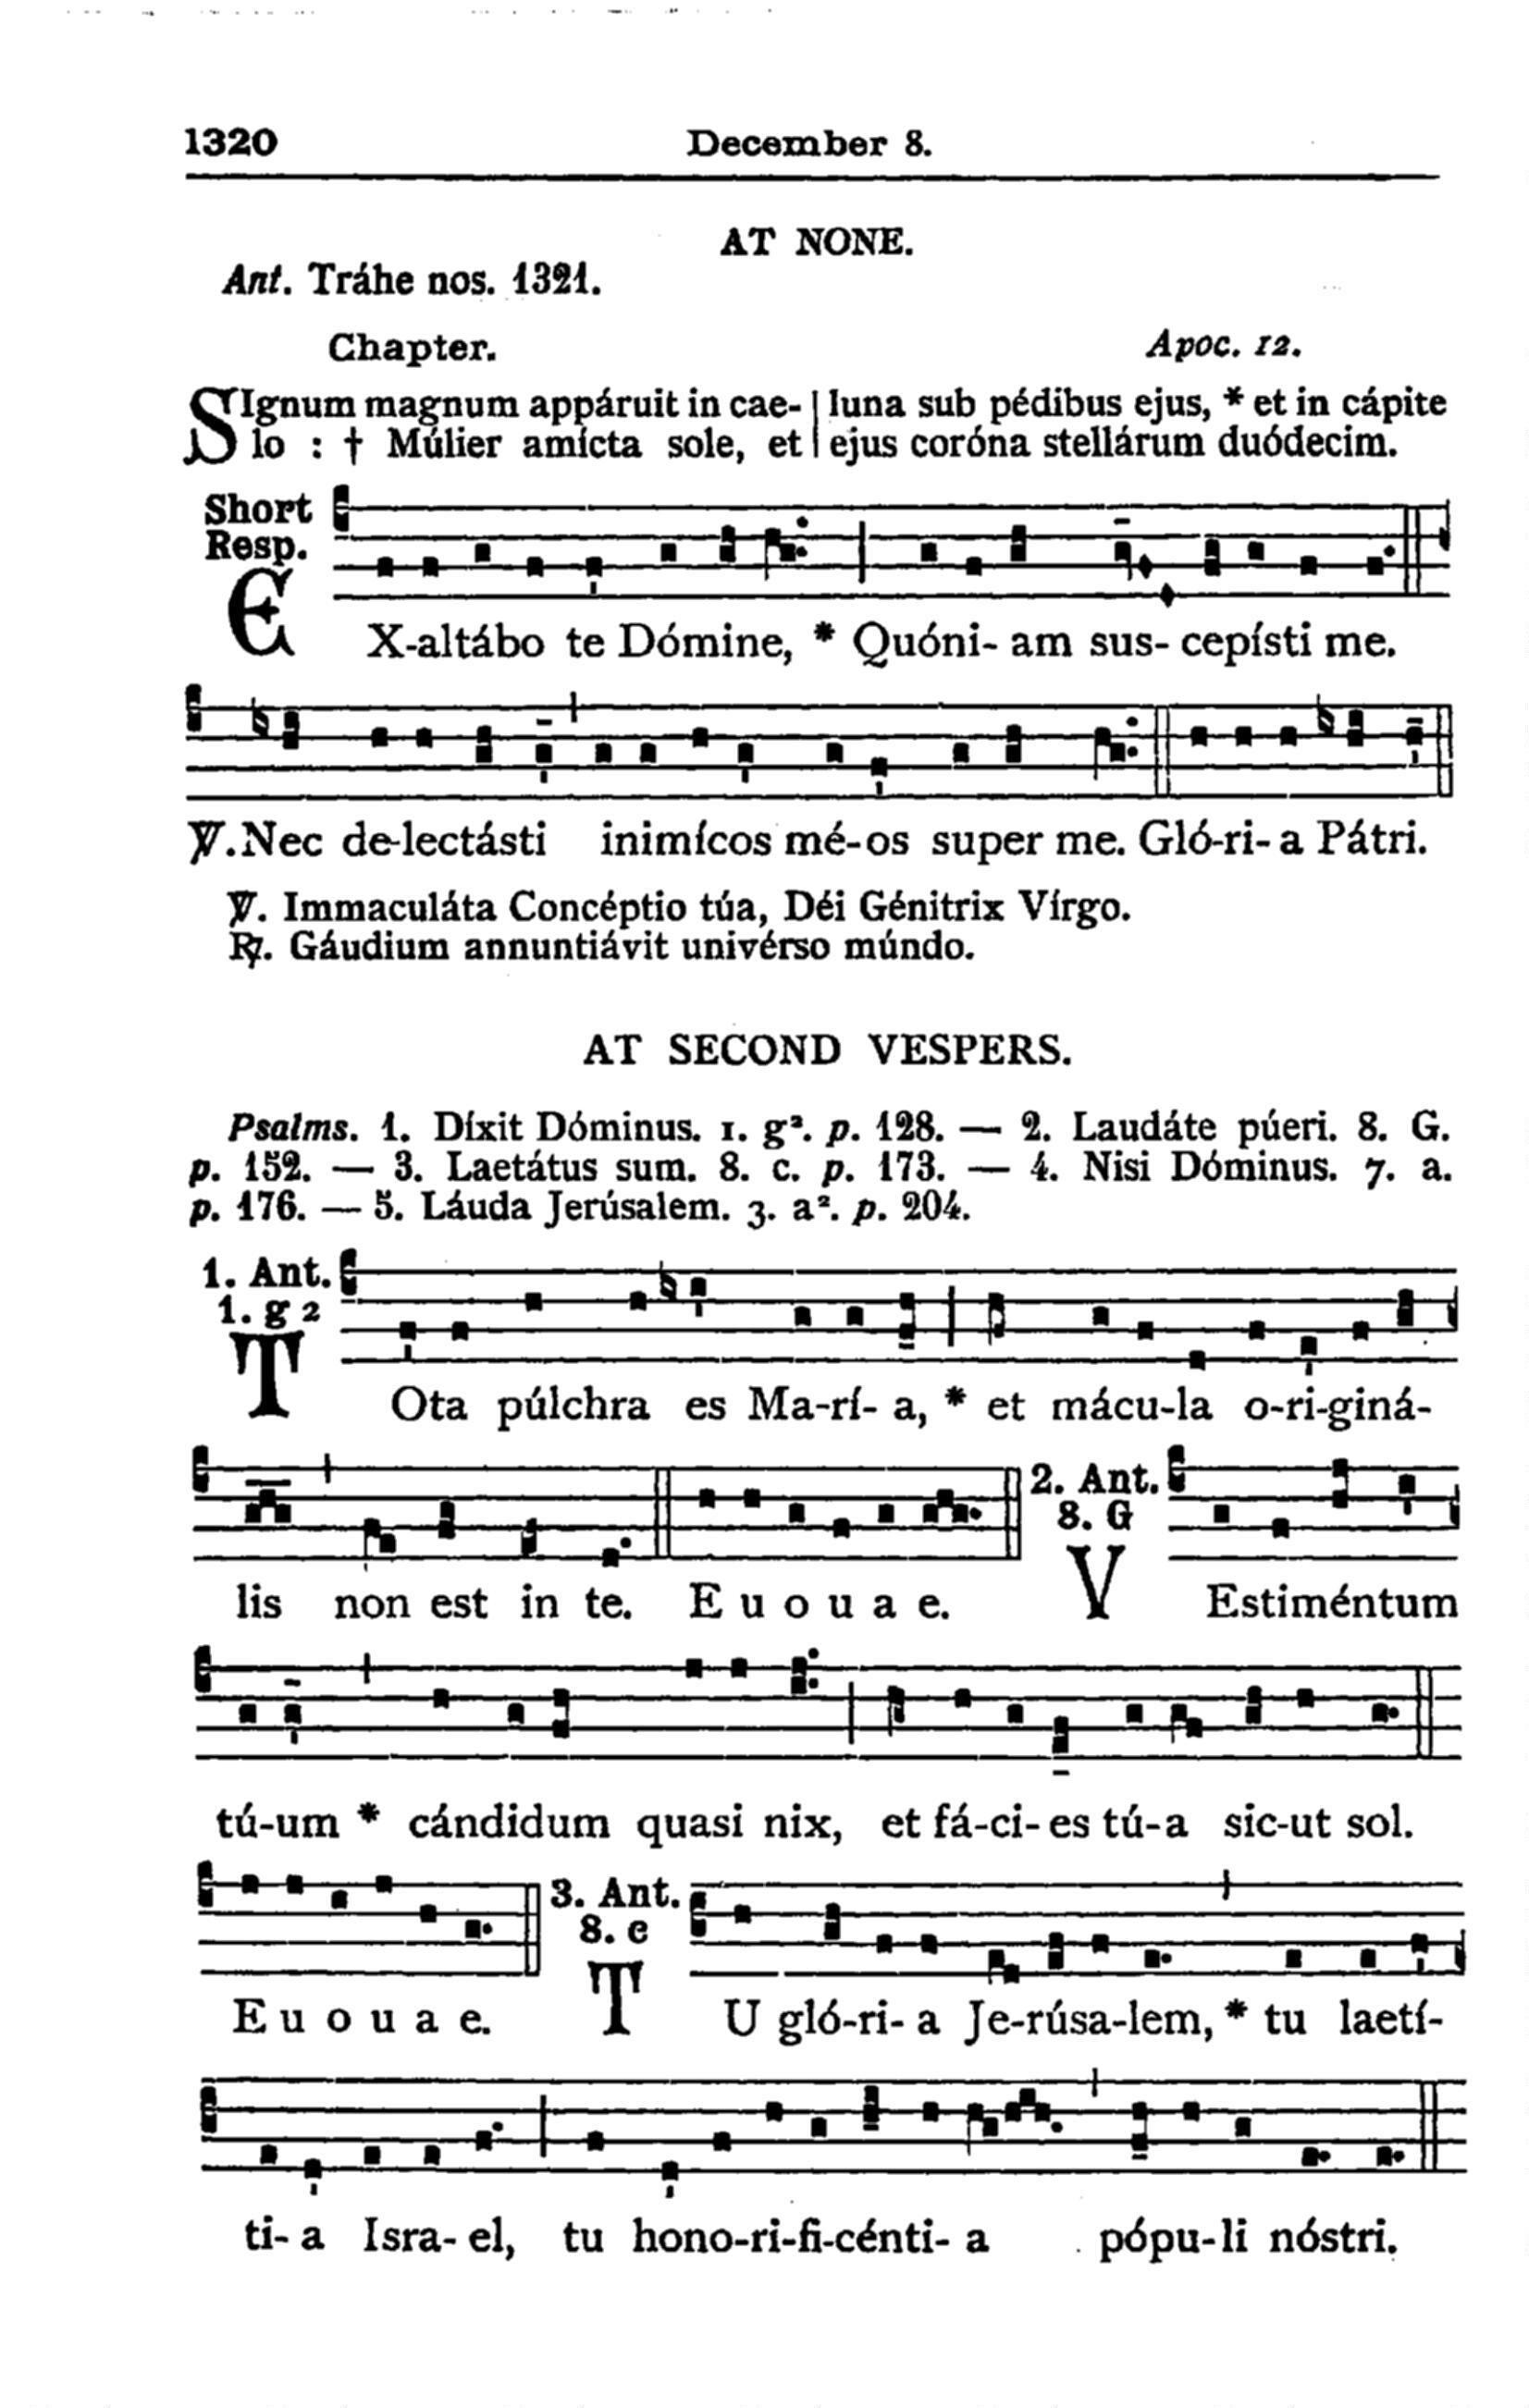 1320 December 8.
AT NONE.
Ant. Tráhe nos. 1321.
Chapter. Apoc. 12.
SIgnum magnum appáruit in cae-
lo : † Múlier amícta sole, et
luna sub pédibus ejus, * et in cápite
ejus coróna stellárum duódecim.
Short
Resp.
EX-altábo te Dómine, * Quóni- am sus- cepísti me.
℣. Nec de-lectásti inimícos mé-os super me. Gló-ri- a Pátri.
℣. Immaculáta Concéptio túa, Déi Génitrix Vírgo.
℟. Gáudium annuntiávit univérso múndo.
AT SECOND VESPERS.
Psalms. 1. Díxit Dóminus. 1. g². p. 128. — 2. Laudáte púeri. 8. G.
p. 152. — 3. Laetátus sum. 8. c. p. 173. — 4. Nisi Dóminus. 7. a.
p. 176. — 5. Láuda Jerúsalem. 3. a². p. 204.
1. Ant.
1. g 2
TOta púlchra es Ma-rí- a, * et mácu-la o-ri-giná-
lis non est in te. E u o u a e.
2. Ant.
8. G
VEstiméntum
tú-um * cándidum quasi nix, et fá-ci- es tú-a sic-ut sol.
E u o u a e.
3. Ant.
8. c
TU gló-ri- a Je-rúsa-lem, * tu laetí-
ti- a Isra- el, tu hono-ri-fi-cénti- a pópu-li nóstri.